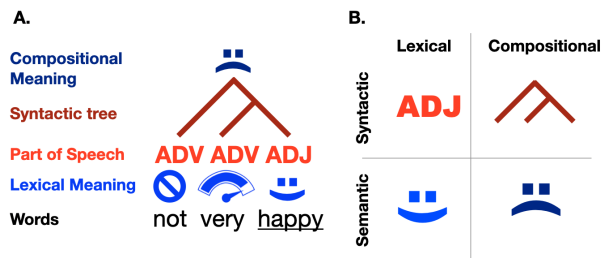 A.
Compositional
Meaning
Syntactic tree
Part of Speech ADV ADV ADJ
Lexical Meaning
Words not very happy
B.
Lexical Compositional
Syntactic
ADJ
Semantic